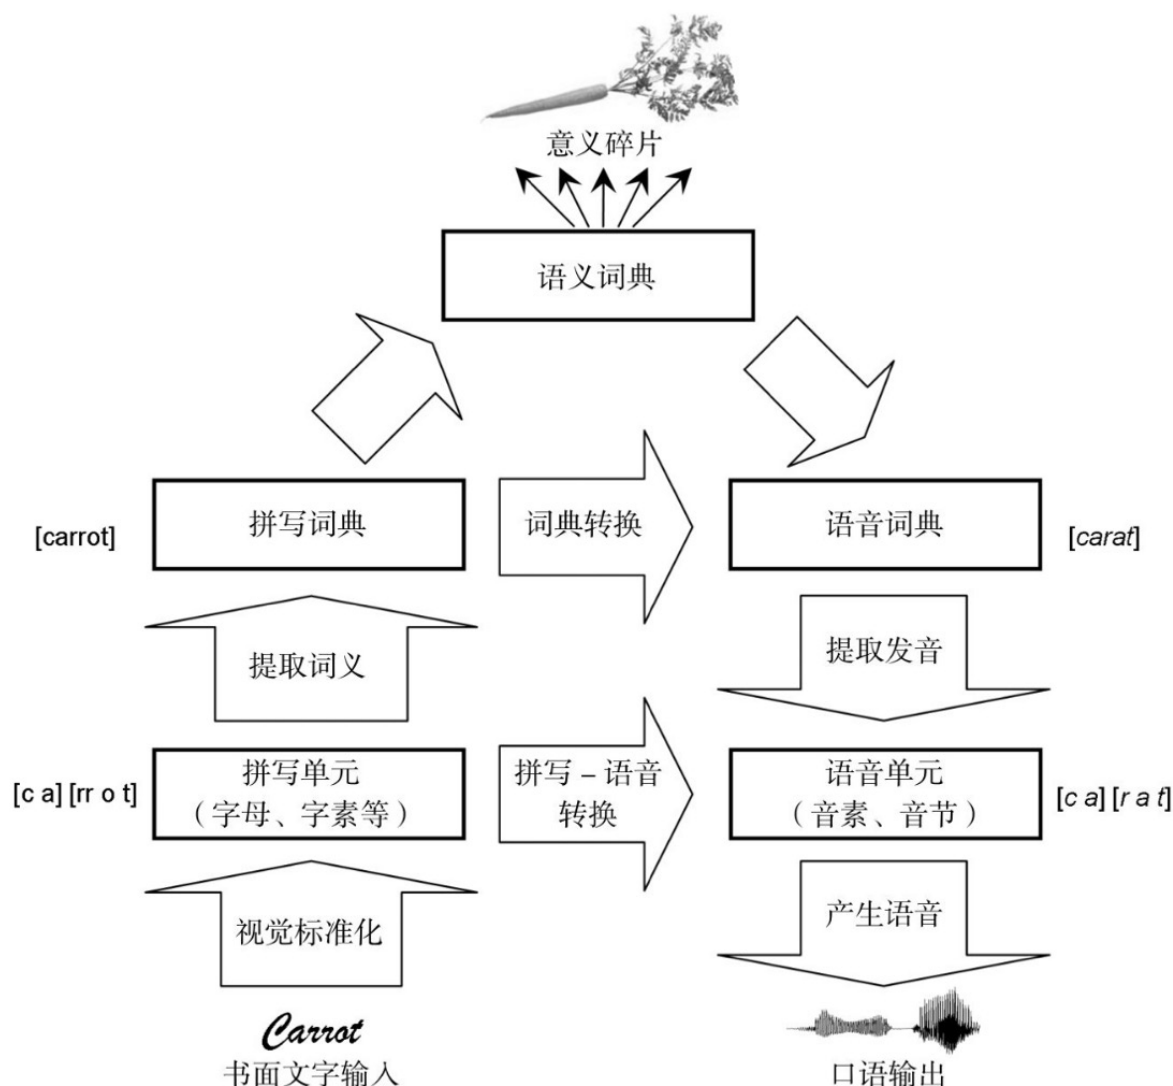 意义碎片
语义词典
[carrot]
拼写词典
词典转换
语音词典
[carat]
提取词义
提取发音
[c a] [rr o t]
拼写单元
（字母、字素等）
拼写 – 语音
转换
语音单元
（音素、音节）
[c a] [r a t]
视觉标准化
产生语音
Carrot
书面文字输入
口语输出